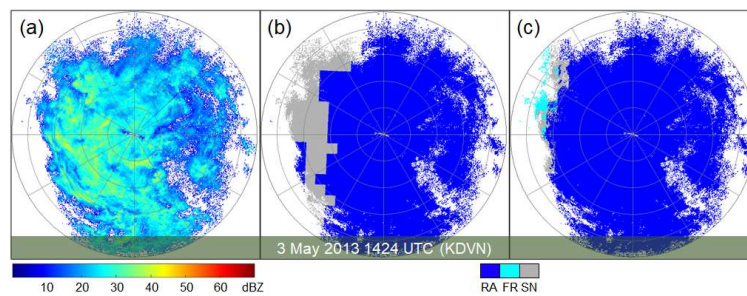 (a)
(b)
(c)
3 May 2013 1424 UTC (KDVN)
10 20 30 40 50 60 dBZ
RA FR SN